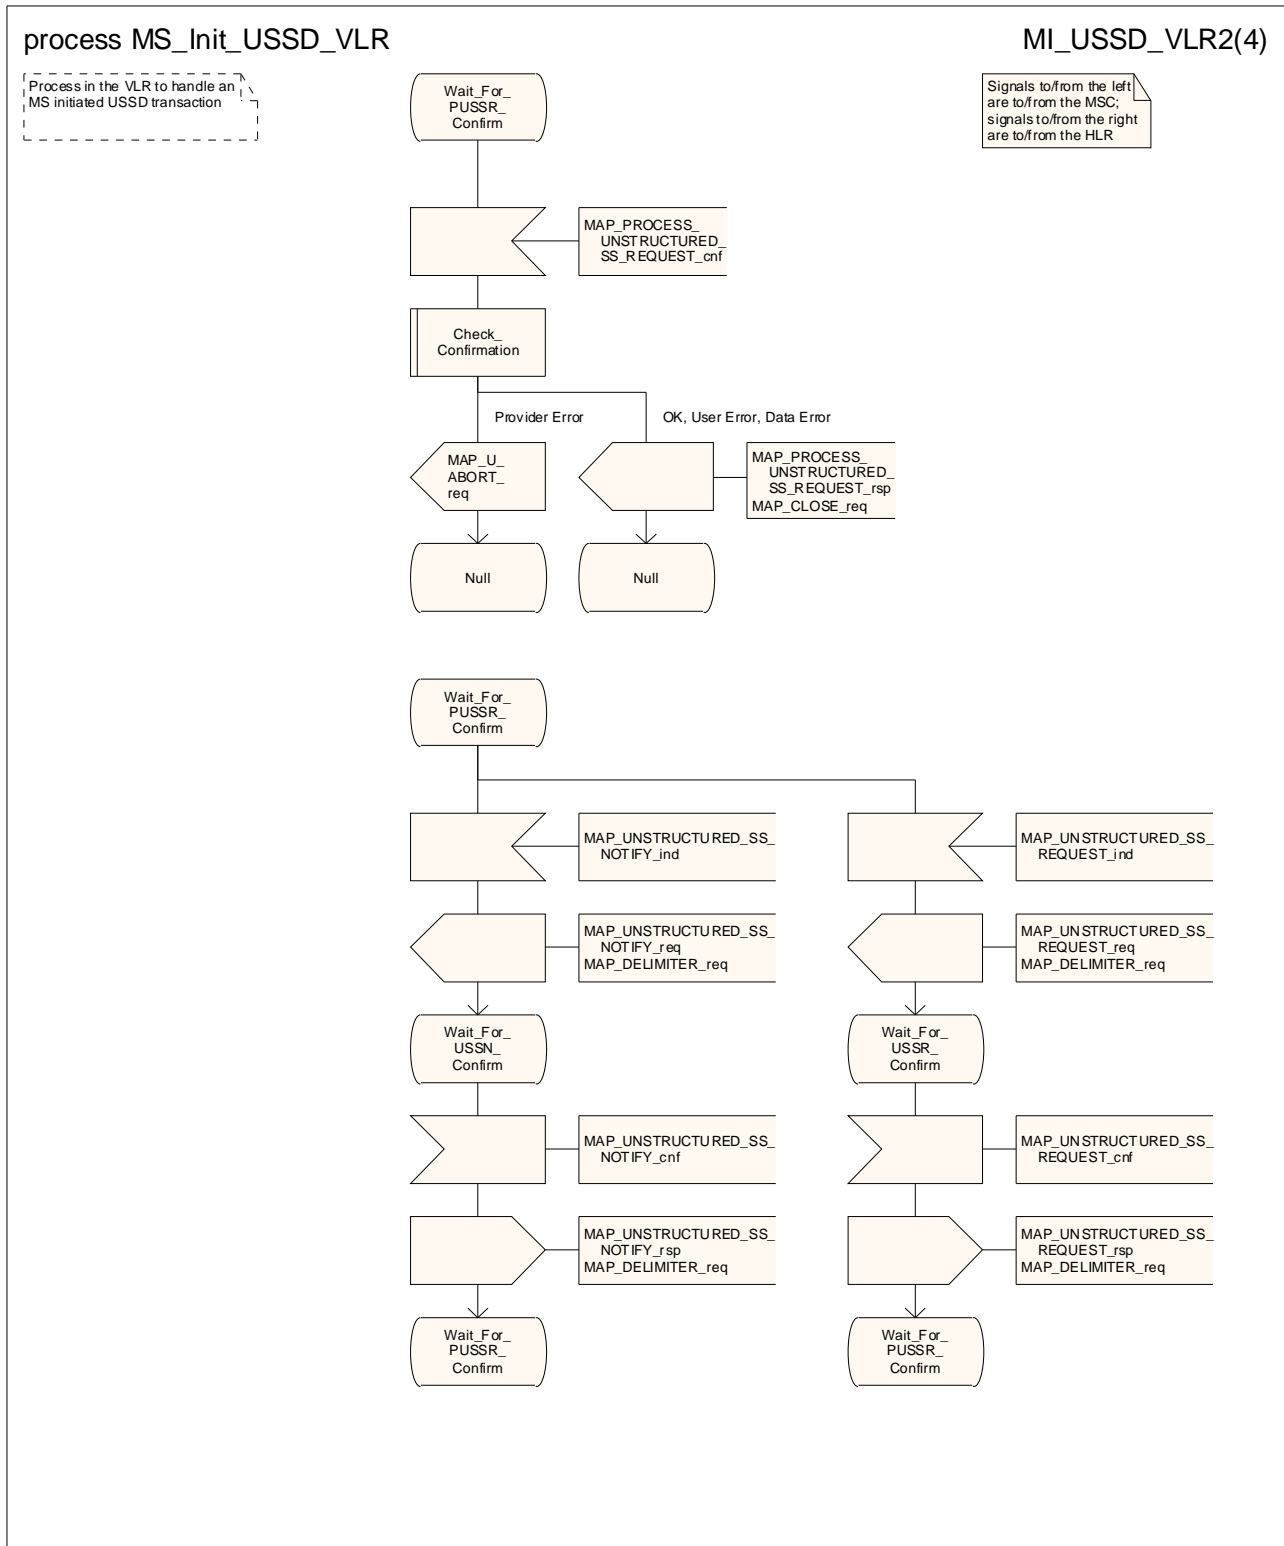 process MS_Init_USSD_VLR
MI_USSD_VLR2(4)
Process in the VLR to handle an
MS initiated USSD transaction
Wait_For_
PUSSR_
Confirm
Signals to/from the left
are to/from the MSC;
signals to/from the right
are to/from the HLR
MAP_PROCESS_
UNSTRUCTURED_
SS_REQUEST_cnf
Check_
Confirmation
Provider Error
OK, User Error, Data Error
MAP_U_
ABORT_
req
MAP_PROCESS_
UNSTRUCTURED_
SS_REQUEST_rsp
MAP_CLOSE_req
Null
Null
Wait_For_
PUSSR_
Confirm
MAP_UNSTRUCTURED_SS_
NOTIFY_ind
MAP_UNSTRUCTURED_SS_
REQUEST_ind
MAP_UNSTRUCTURED_SS_
NOTIFY_req
MAP_DELIMITER_req
MAP_UNSTRUCTURED_SS_
REQUEST_req
MAP_DELIMITER_req
Wait_For_
USSN_
Confirm
Wait_For_
USSR_
Confirm
MAP_UNSTRUCTURED_SS_
NOTIFY_cnf
MAP_UNSTRUCTURED_SS_
REQUEST_cnf
MAP_UNSTRUCTURED_SS_
NOTIFY_rsp
MAP_DELIMITER_req
MAP_UNSTRUCTURED_SS_
REQUEST_rsp
MAP_DELIMITER_req
Wait_For_
PUSSR_
Confirm
Wait_For_
PUSSR_
Confirm